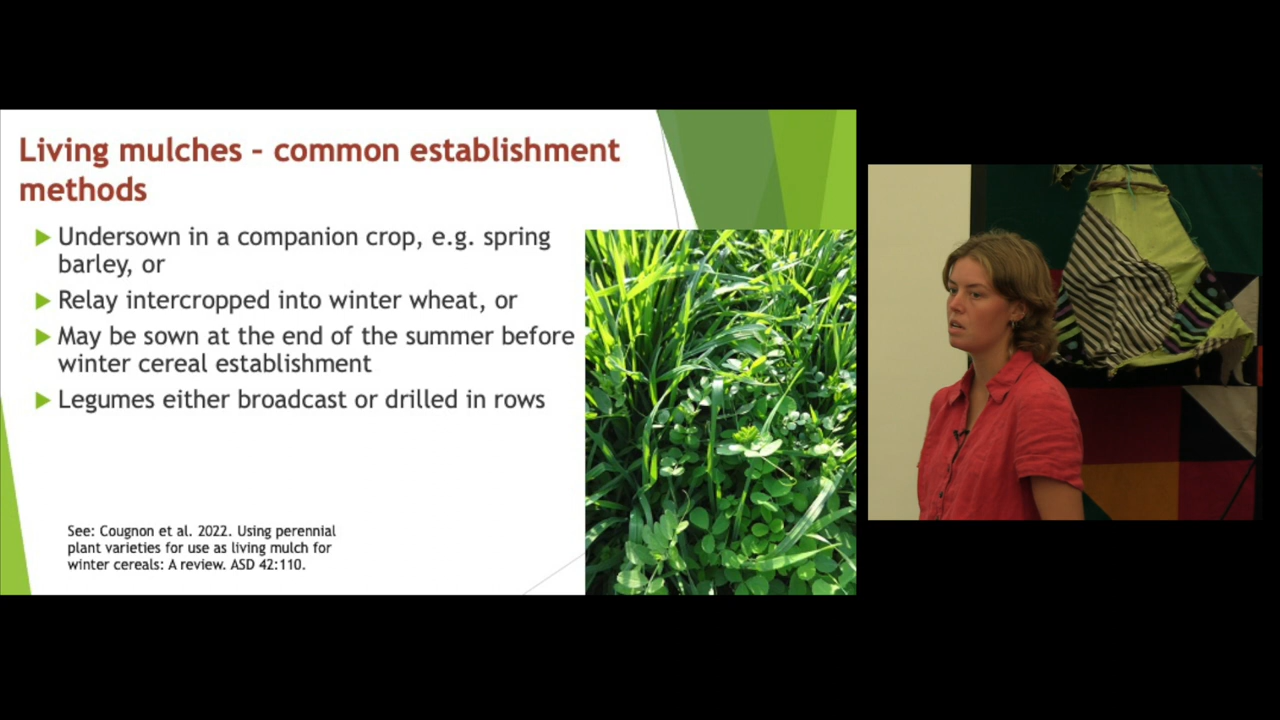 Living mulches - common establishment
methods
Undersown in a companion crop, e.g. spring
barley, or
Relay intercropped into winter wheat, or
May be sown at the end of the summer before
winter cereal establishment
Legumes either broadcast or drilled in rows
See: Cougnon et al. 2022. Using perennial
plant varieties for use as living mulch for
winter cereals: A review. ASD 42:110.